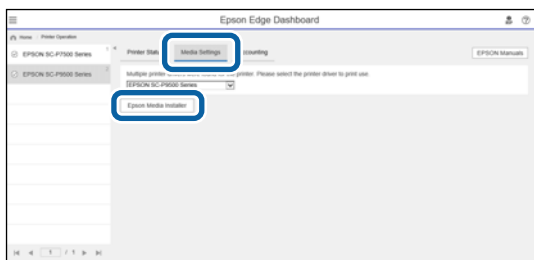 Epson Edge Dashboard
Home Printer Operation
EPSON SC-P7500 Series
EPSON SC-P9500 Series
Printer Stat
Media Settings
counting
EPSON Manuals
Multiple printer drivers were found for the printer. Please select the printer driver to print use.
EPSON SC-P9500 Series
Epson Media Installer
1 / 1